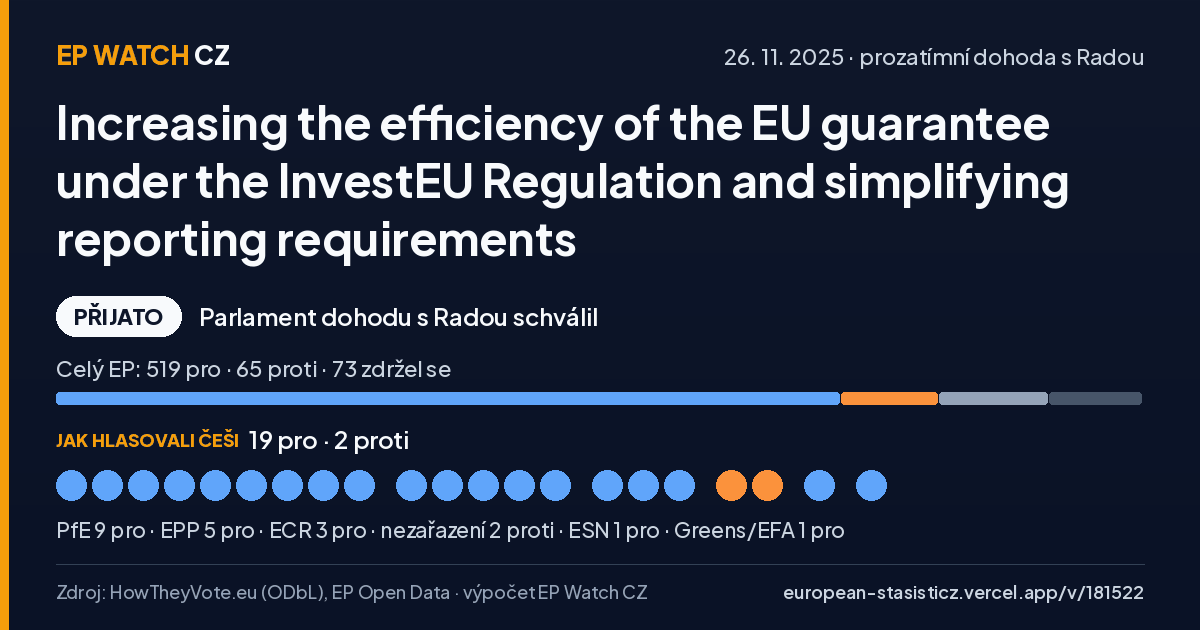 EP WATCH CZ
26. 11. 2025 · prozatímní dohoda s Radou
Increasing the efficiency of the EU guarantee
under the InvestEU Regulation and simplifying
reporting requirements
PŘIJATO Parlament dohodu s Radou schválil
Celý EP: 519 pro · 65 proti · 73 zdržel se
JAK HLASOVALI ČEŠI 19 pro · 2 proti
PfE 9 pro · EPP 5 pro · ECR 3 pro · nezařazení 2 proti · ESN 1 pro · Greens/EFA 1 pro
Zdroj: HowTheyVote.eu (ODbL), EP Open Data · výpočet EP Watch CZ
european-stasisticz.vercel.app/v/181522